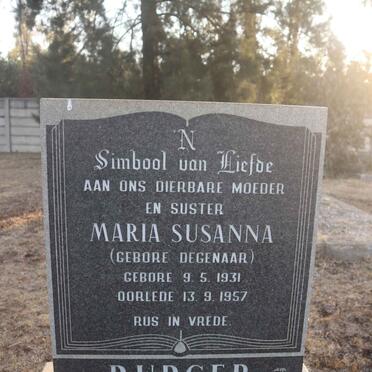 'N
Simbool van Liefde
AAN ONS DIERBARE MOEDER
EN SUSTER
MARIA SUSANNA
(GEBORE DEGENAAR)
GEBORE 9.5.1931
OORLEDE 13.9.1957
RUS IN VREDE.
BURGER